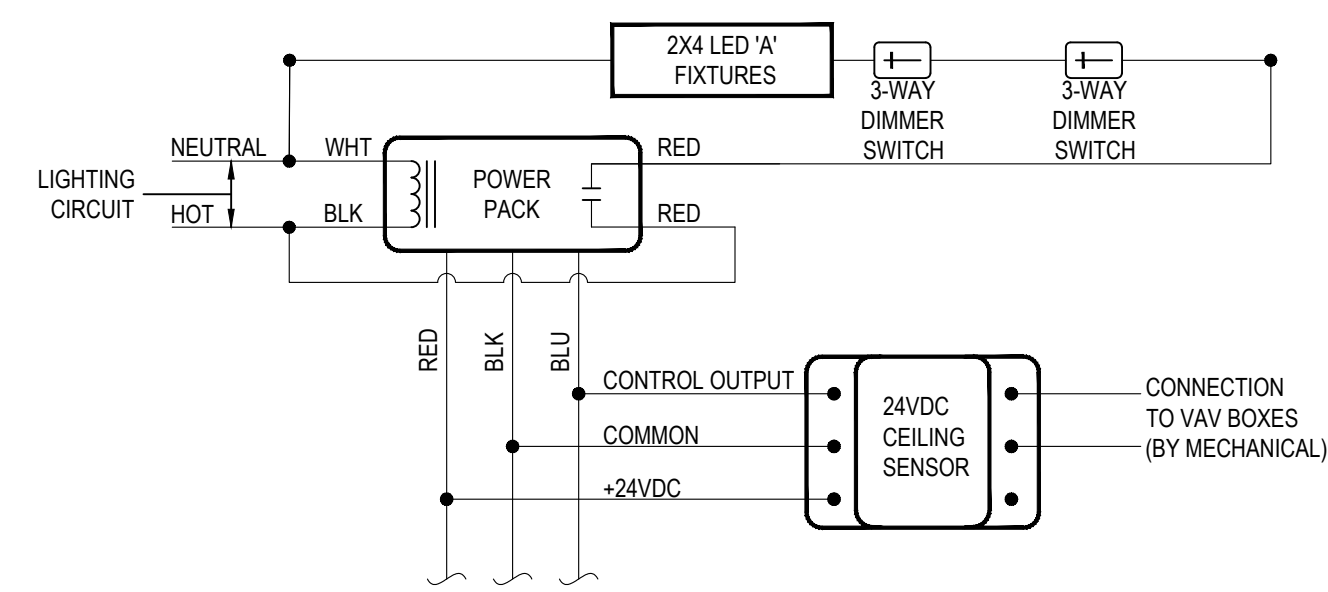 2X4 LED 'A'
FIXTURES
3-WAY
DIMMER
SWITCH
3-WAY
DIMMER
SWITCH
NEUTRAL
WHT
RED
LIGHTING
CIRCUIT
POWER
PACK
HOT
BLK
RED
RED
BLK
BLU
CONTROL OUTPUT
COMMON
+24VDC
24VDC
CEILING
SENSOR
CONNECTION
TO VAV BOXES
(BY MECHANICAL)